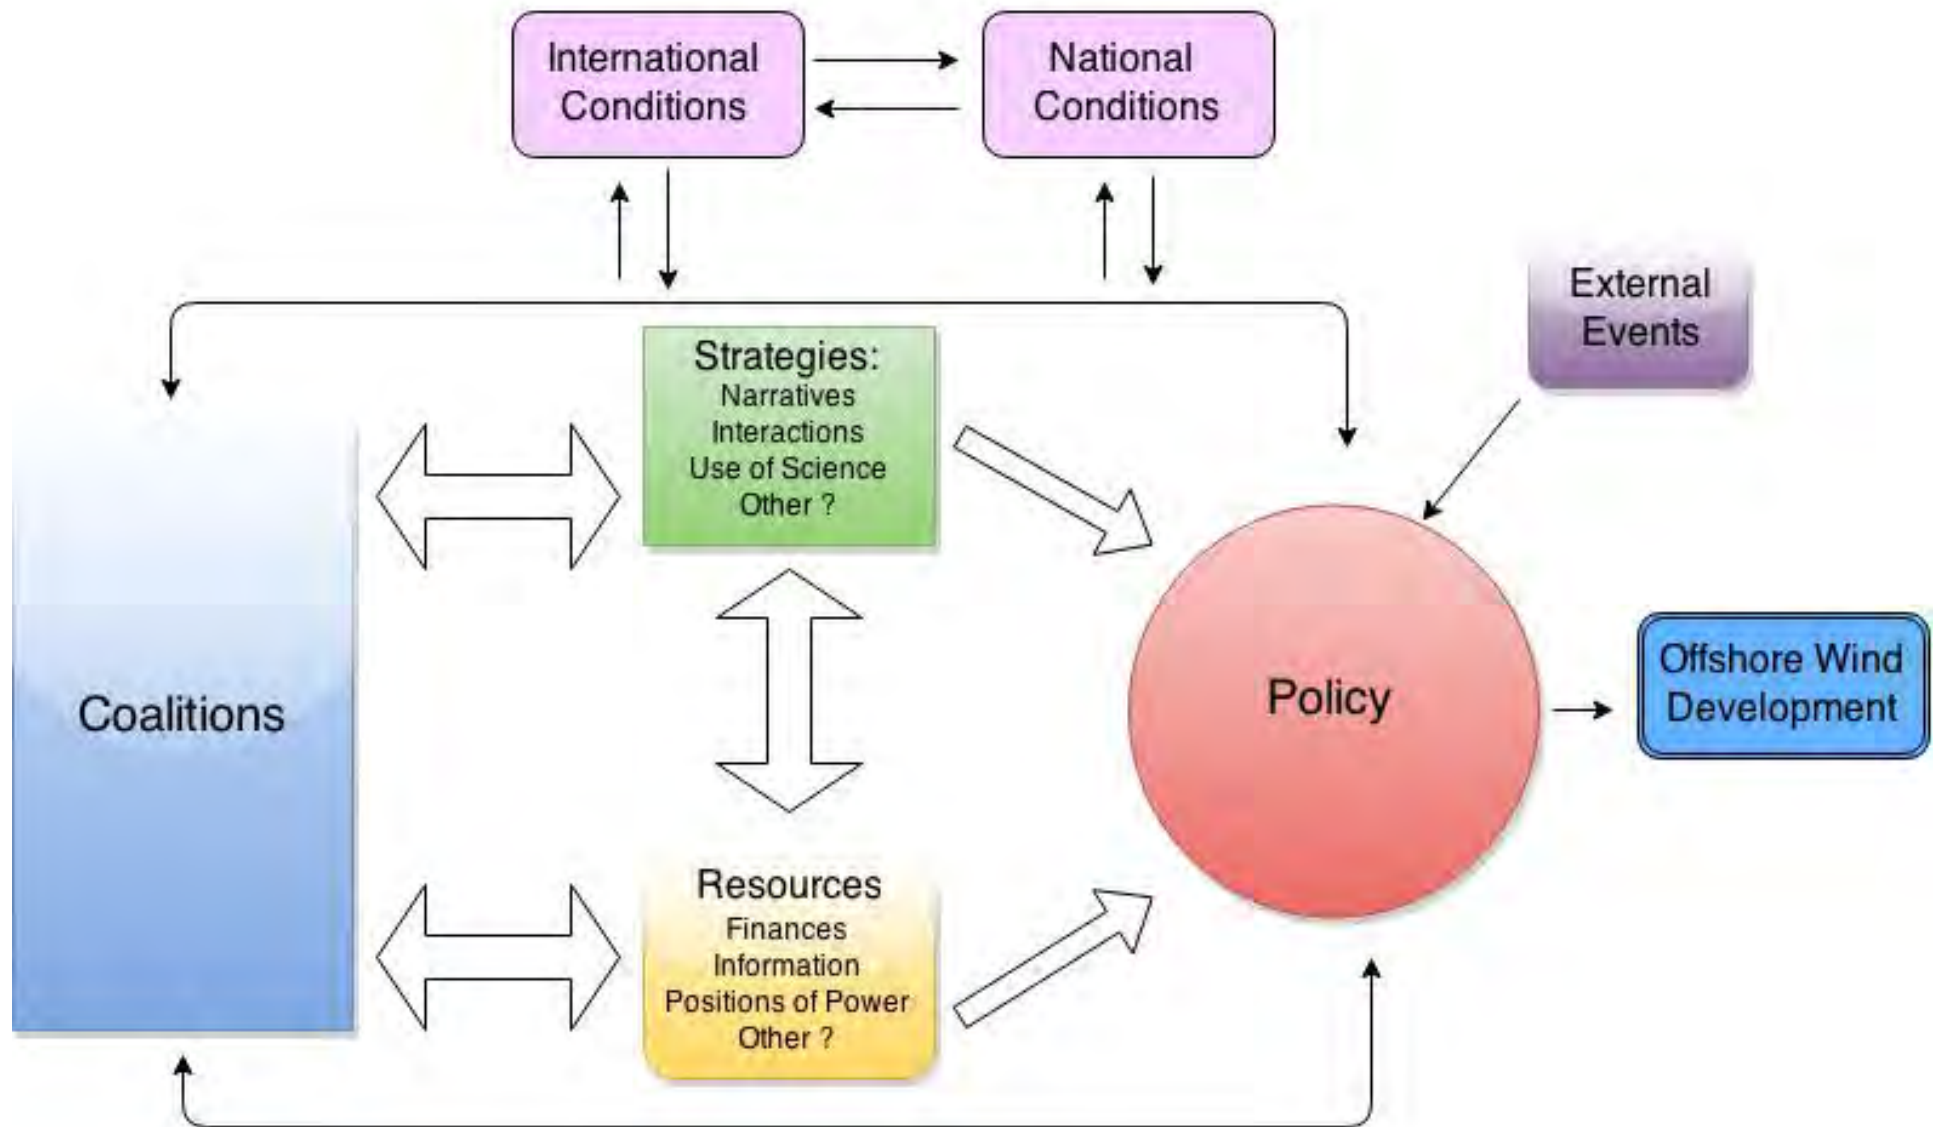 International
Conditions
National
Conditions
External
Events
Strategies:
Narratives
Interactions
Use of Science
Other ?
Coalitions
Policy
Offshore Wind
Development
Resources
Finances
Information
Positions of Power
Other ?